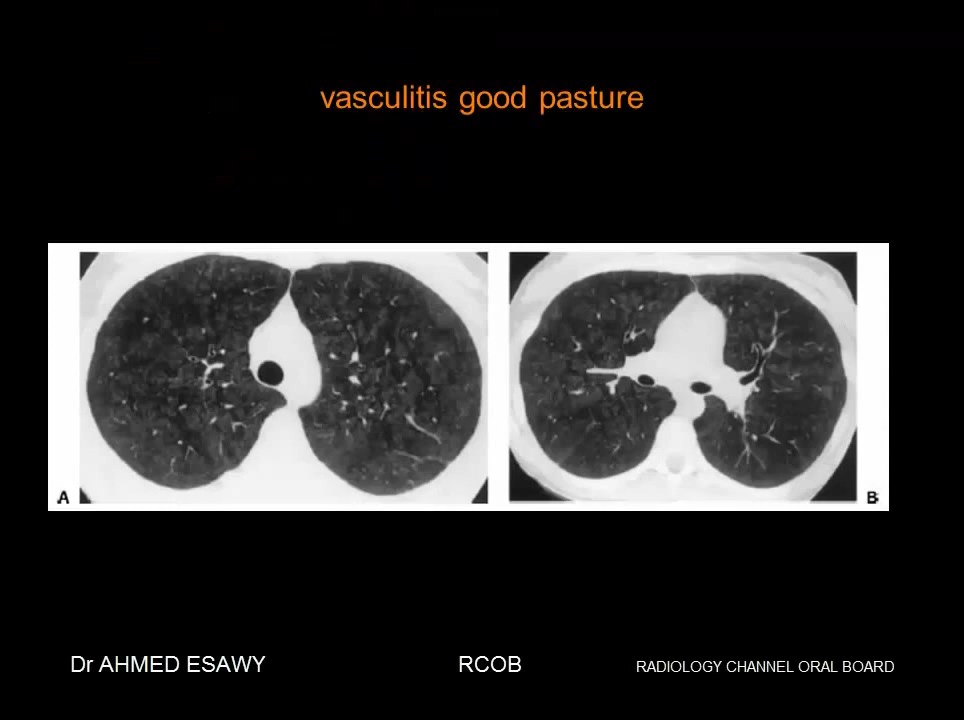 vasculitis good pasture
A
B
Dr AHMED ESAWY
RCOB
RADIOLOGY CHANNEL ORAL BOARD